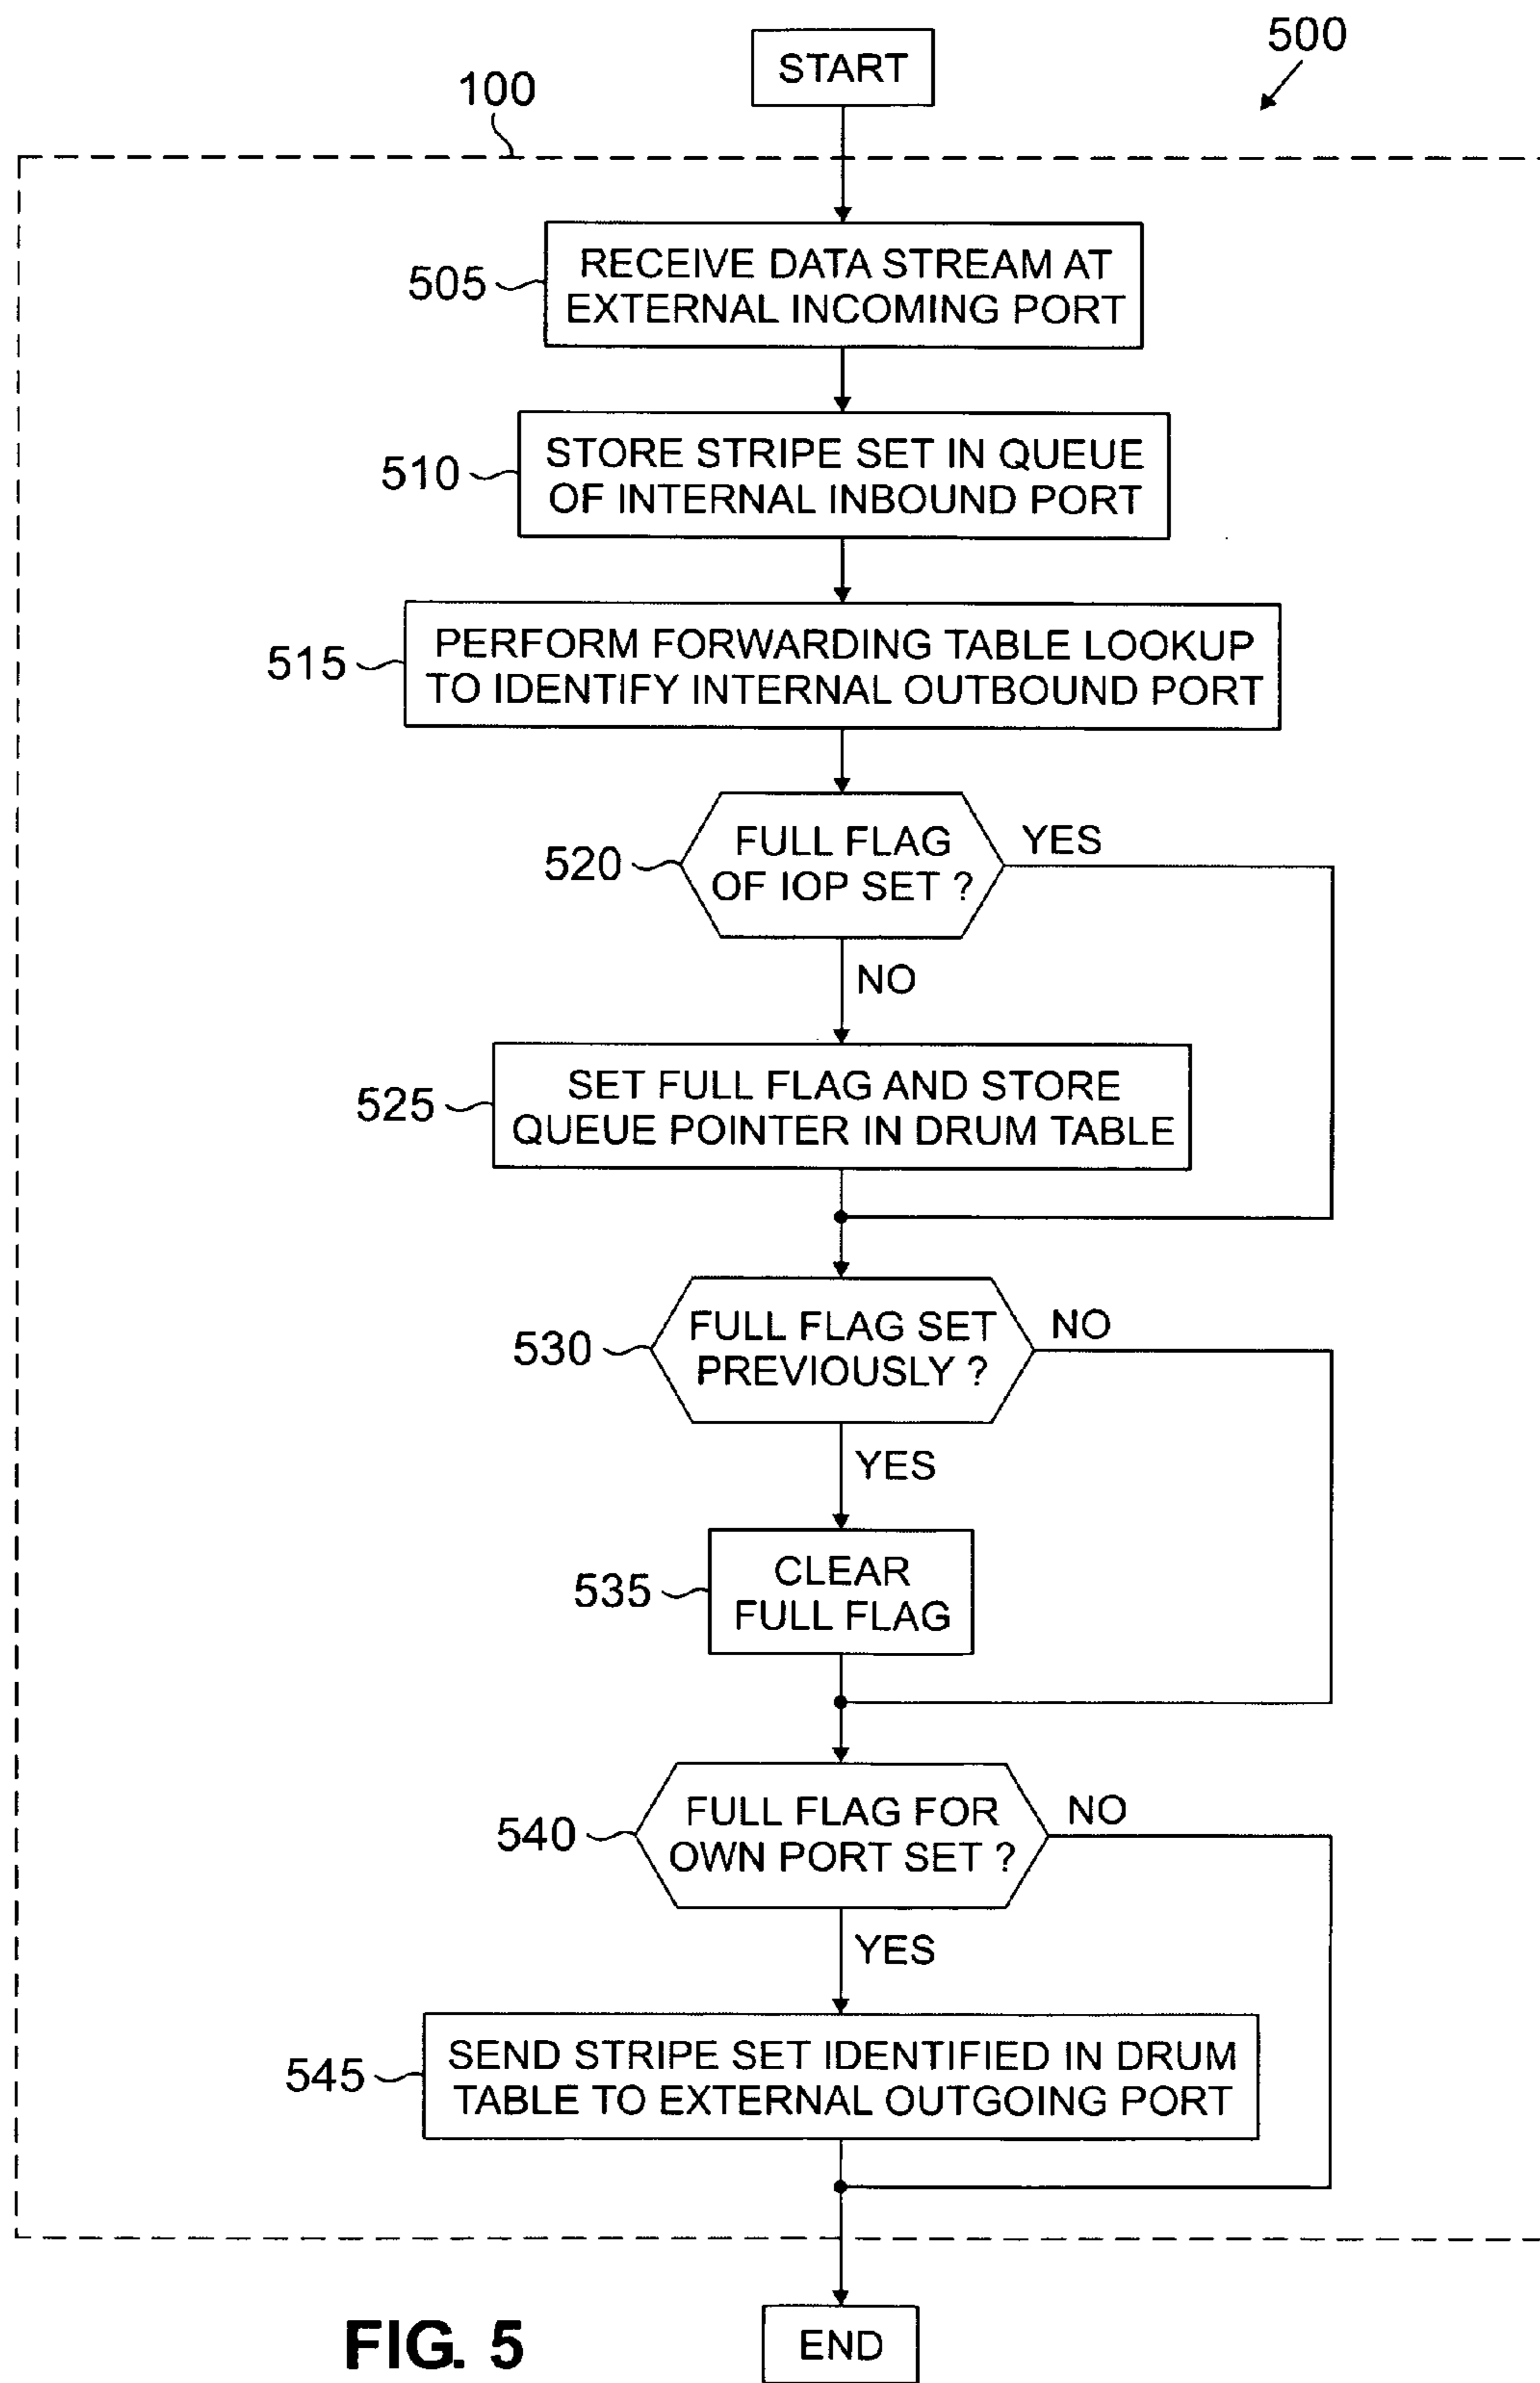 500
START
100
505
RECEIVE DATA STREAM AT
EXTERNAL INCOMING PORT
510
STORE STRIPE SET IN QUEUE
OF INTERNAL INBOUND PORT
515
PERFORM FORWARDING TABLE LOOKUP
TO IDENTIFY INTERNAL OUTBOUND PORT
520
FULL FLAG
OF IOP SET ?
YES
NO
525
SET FULL FLAG AND STORE
QUEUE POINTER IN DRUM TABLE
530
FULL FLAG SET
PREVIOUSLY ?
NO
YES
535
CLEAR
FULL FLAG
540
FULL FLAG FOR
OWN PORT SET ?
NO
YES
545
SEND STRIPE SET IDENTIFIED IN DRUM
TABLE TO EXTERNAL OUTGOING PORT
END
FIG. 5